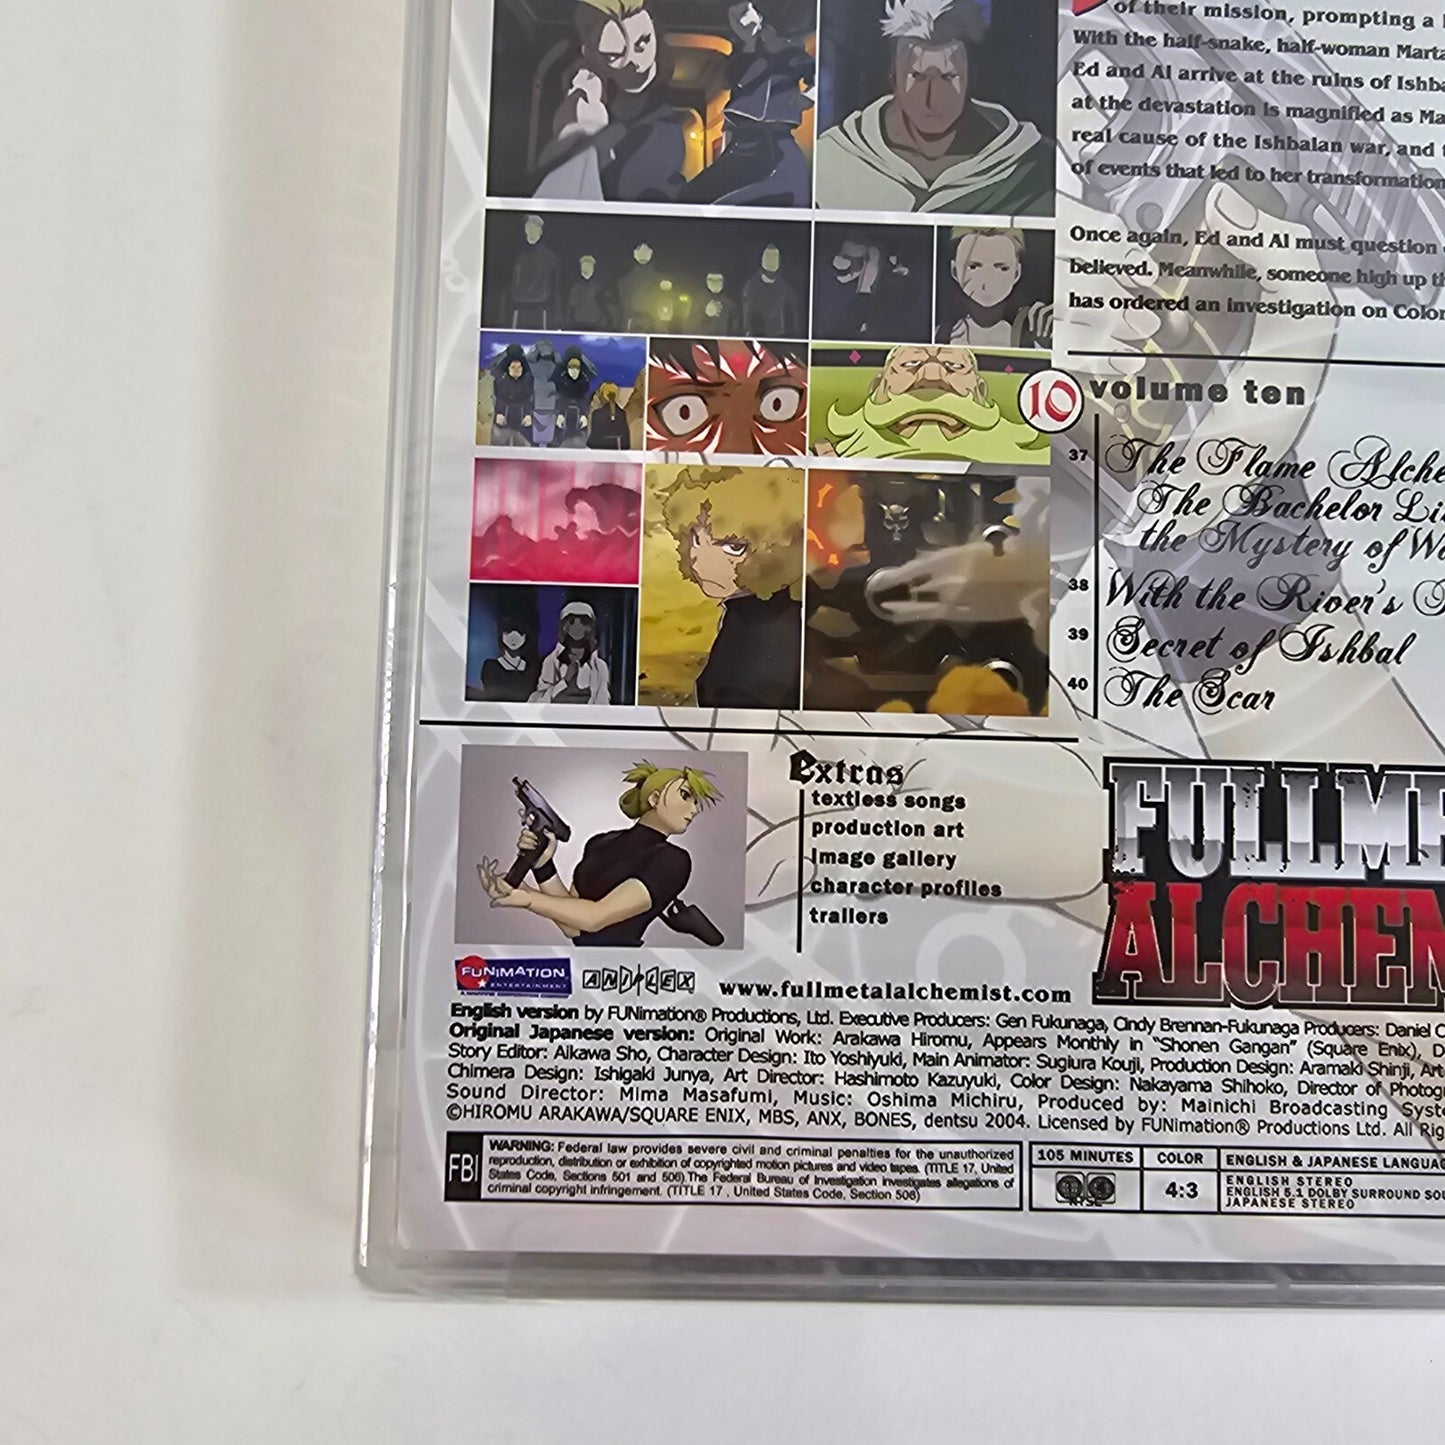 of their mission, prompting a
With the half-snake, half-woman Marta
Ed and Al arrive at the ruins of Ishba
at the devastation is magnified as Ma
real cause of the Ishbalan war, and
of events that led to her transformation
Once again, Ed and Al must question
believed. Meanwhile, someone high up th
has ordered an investigation on Color
10 volume ten
37 The Flame Alche
The Bachelor Li
the Mystery of Wa
38 With the River's
39 Secret of Ishbal
40 The Scar
Extras
textless songs
production art
image gallery
character profiles
trailers
FULLME
ALCHEM
FUNIMATION
ENTERTAINMENT
ANIPLEX
www.fullmetalalchemist.com
English version by FUNimation® Productions, Ltd. Executive Producers: Gen Fukunaga, Cindy Brennan-Fukunaga Producers: Daniel C
Original Japanese version: Original Work: Arakawa Hiromu, Appears Monthly in "Shonen Gangan" (Square Enix), D
Story Editor: Aikawa Sho, Character Design: Ito Yoshiyuki, Main Animator: Sugiura Kouji, Production Design: Aramaki Shinji, Art
Chimera Design: Ishigaki Junya, Art Director: Hashimoto Kazuyuki, Color Design: Nakayama Shihoko, Director of Photog
Sound Director: Mima Masafumi, Music: Oshima Michiru, Produced by: Mainichi Broadcasting Syste
©HIROMU ARAKAWA/SQUARE ENIX, MBS, ANX, BONES, dentsu 2004. Licensed by FUNimation® Productions Ltd. All Rig
FBI
WARNING: Federal law provides severe civil and criminal penalties for the unauthorized
reproduction, distribution or exhibition of copyrighted motion pictures and video tapes. (TITLE 17, United
States Code, Sections 501 and 506).The Federal Bureau of Investigation investigates allegations of
criminal copyright infringement. (TITLE 17 , United States Code, Section 506)
105 MINUTES
COLOR
4:3
ENGLISH & JAPANESE LANGUAG
ENGLISH STEREO
ENGLISH 5.1 DOLBY SURROUND SOU
JAPANESE STEREO